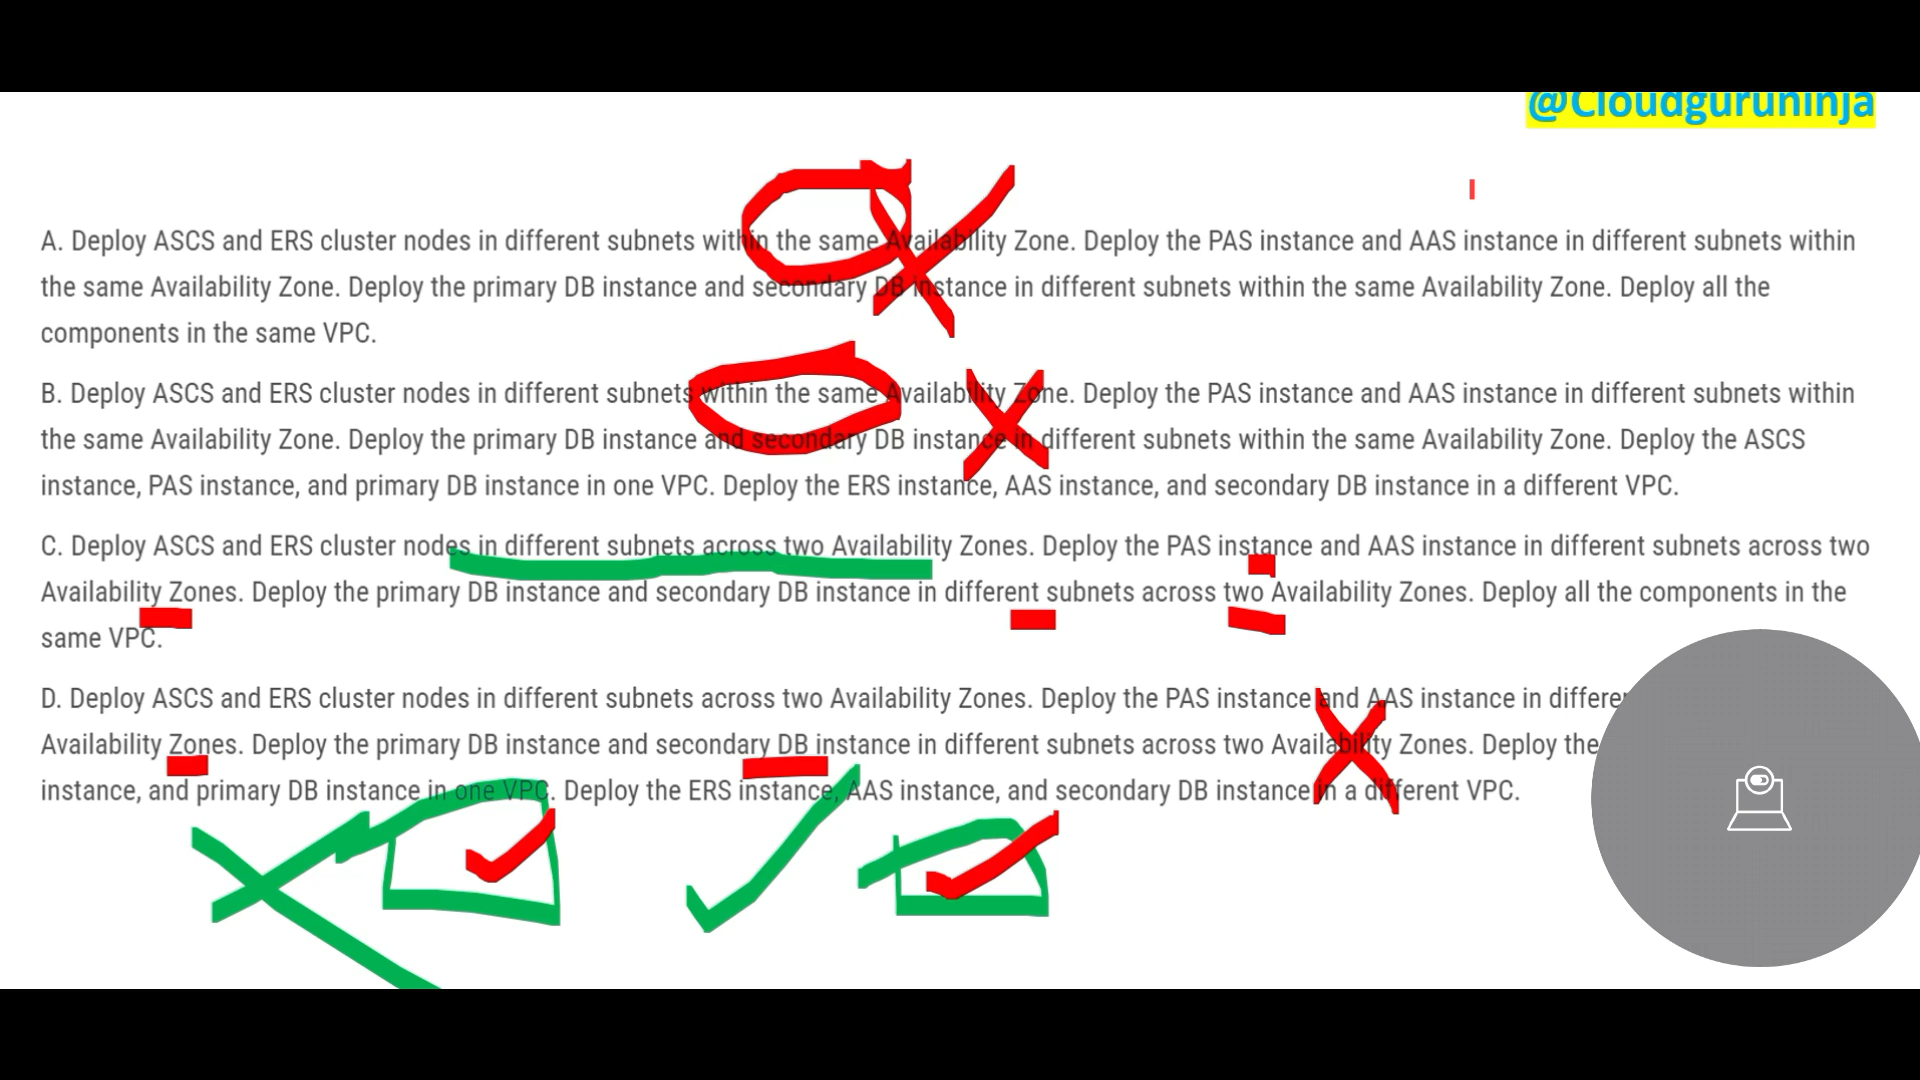 @Cloudguruninja
A. Deploy ASCS and ERS cluster nodes in different subnets within the same Availability Zone. Deploy the PAS instance and AAS instance in different subnets within
the same Availability Zone. Deploy the primary DB instance and secondary DB instance in different subnets within the same Availability Zone. Deploy all the
components in the same VPC.
B. Deploy ASCS and ERS cluster nodes in different subnets within the same Availability Zone. Deploy the PAS instance and AAS instance in different subnets within
the same Availability Zone. Deploy the primary DB instance and secondary DB instance in different subnets within the same Availability Zone. Deploy the ASCS
instance, PAS instance, and primary DB instance in one VPC. Deploy the ERS instance, AAS instance, and secondary DB instance in a different VPC.
C. Deploy ASCS and ERS cluster nodes in different subnets across two Availability Zones. Deploy the PAS instance and AAS instance in different subnets across two
Availability Zones. Deploy the primary DB instance and secondary DB instance in different subnets across two Availability Zones. Deploy all the components in the
same VPC.
D. Deploy ASCS and ERS cluster nodes in different subnets across two Availability Zones. Deploy the PAS instance and AAS instance in
Availability Zones. Deploy the primary DB instance and secondary DB instance in different subnets across two Availability Zones. Deploy the
instance, and primary DB instance in one VPC. Deploy the ERS instance, AAS instance, and secondary DB instance in a different VPC.